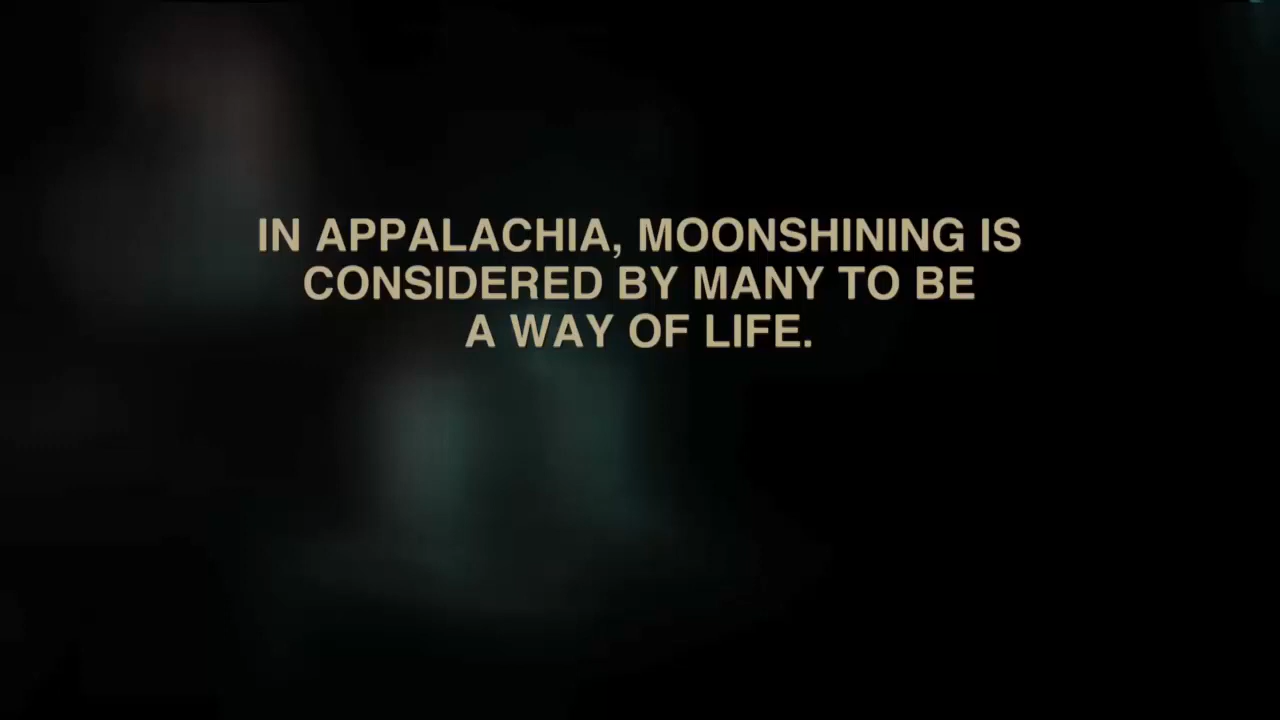 IN APPALACHIA, MOONSHINING IS
CONSIDERED BY MANY TO BE
A WAY OF LIFE.